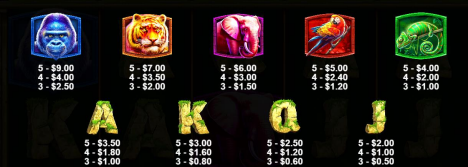 5 - $9.00 5 - $7.00 5 - $6.00 5 - $5.00 5 - $4.00
4 - $4.00 4 - $3.50 4 - $3.00 4 - $2.40 4 - $2.00
3 - $2.50 3 - $2.00 3 - $1.50 3 - $1.20 3 - $1.00
A K Q J
5 - $3.50 5 - $3.00 5 - $2.50 5 - $2.00
4 - $1.80 4 - $1.60 4 - $1.20 4 - $1.00
3 - $1.00 3 - $0.80 3 - $0.60 3 - $0.50